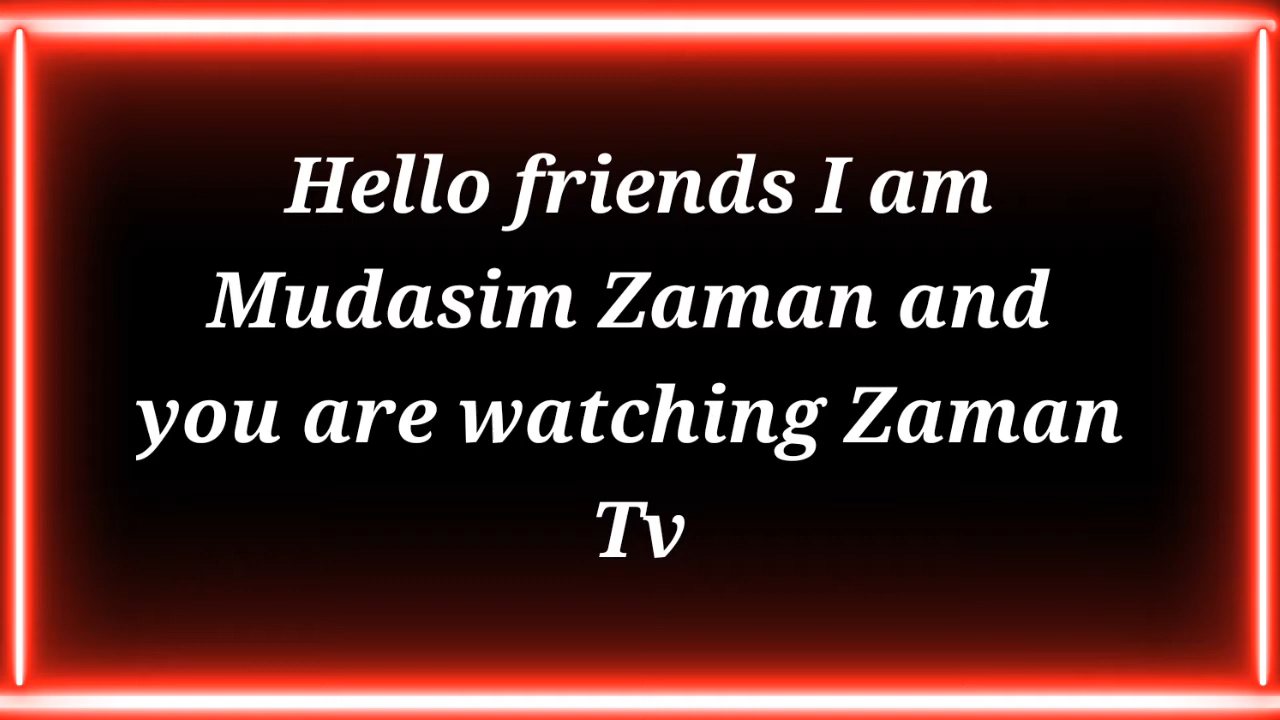 Hello friends I am
Mudasim Zaman and
you are watching Zaman
Tv